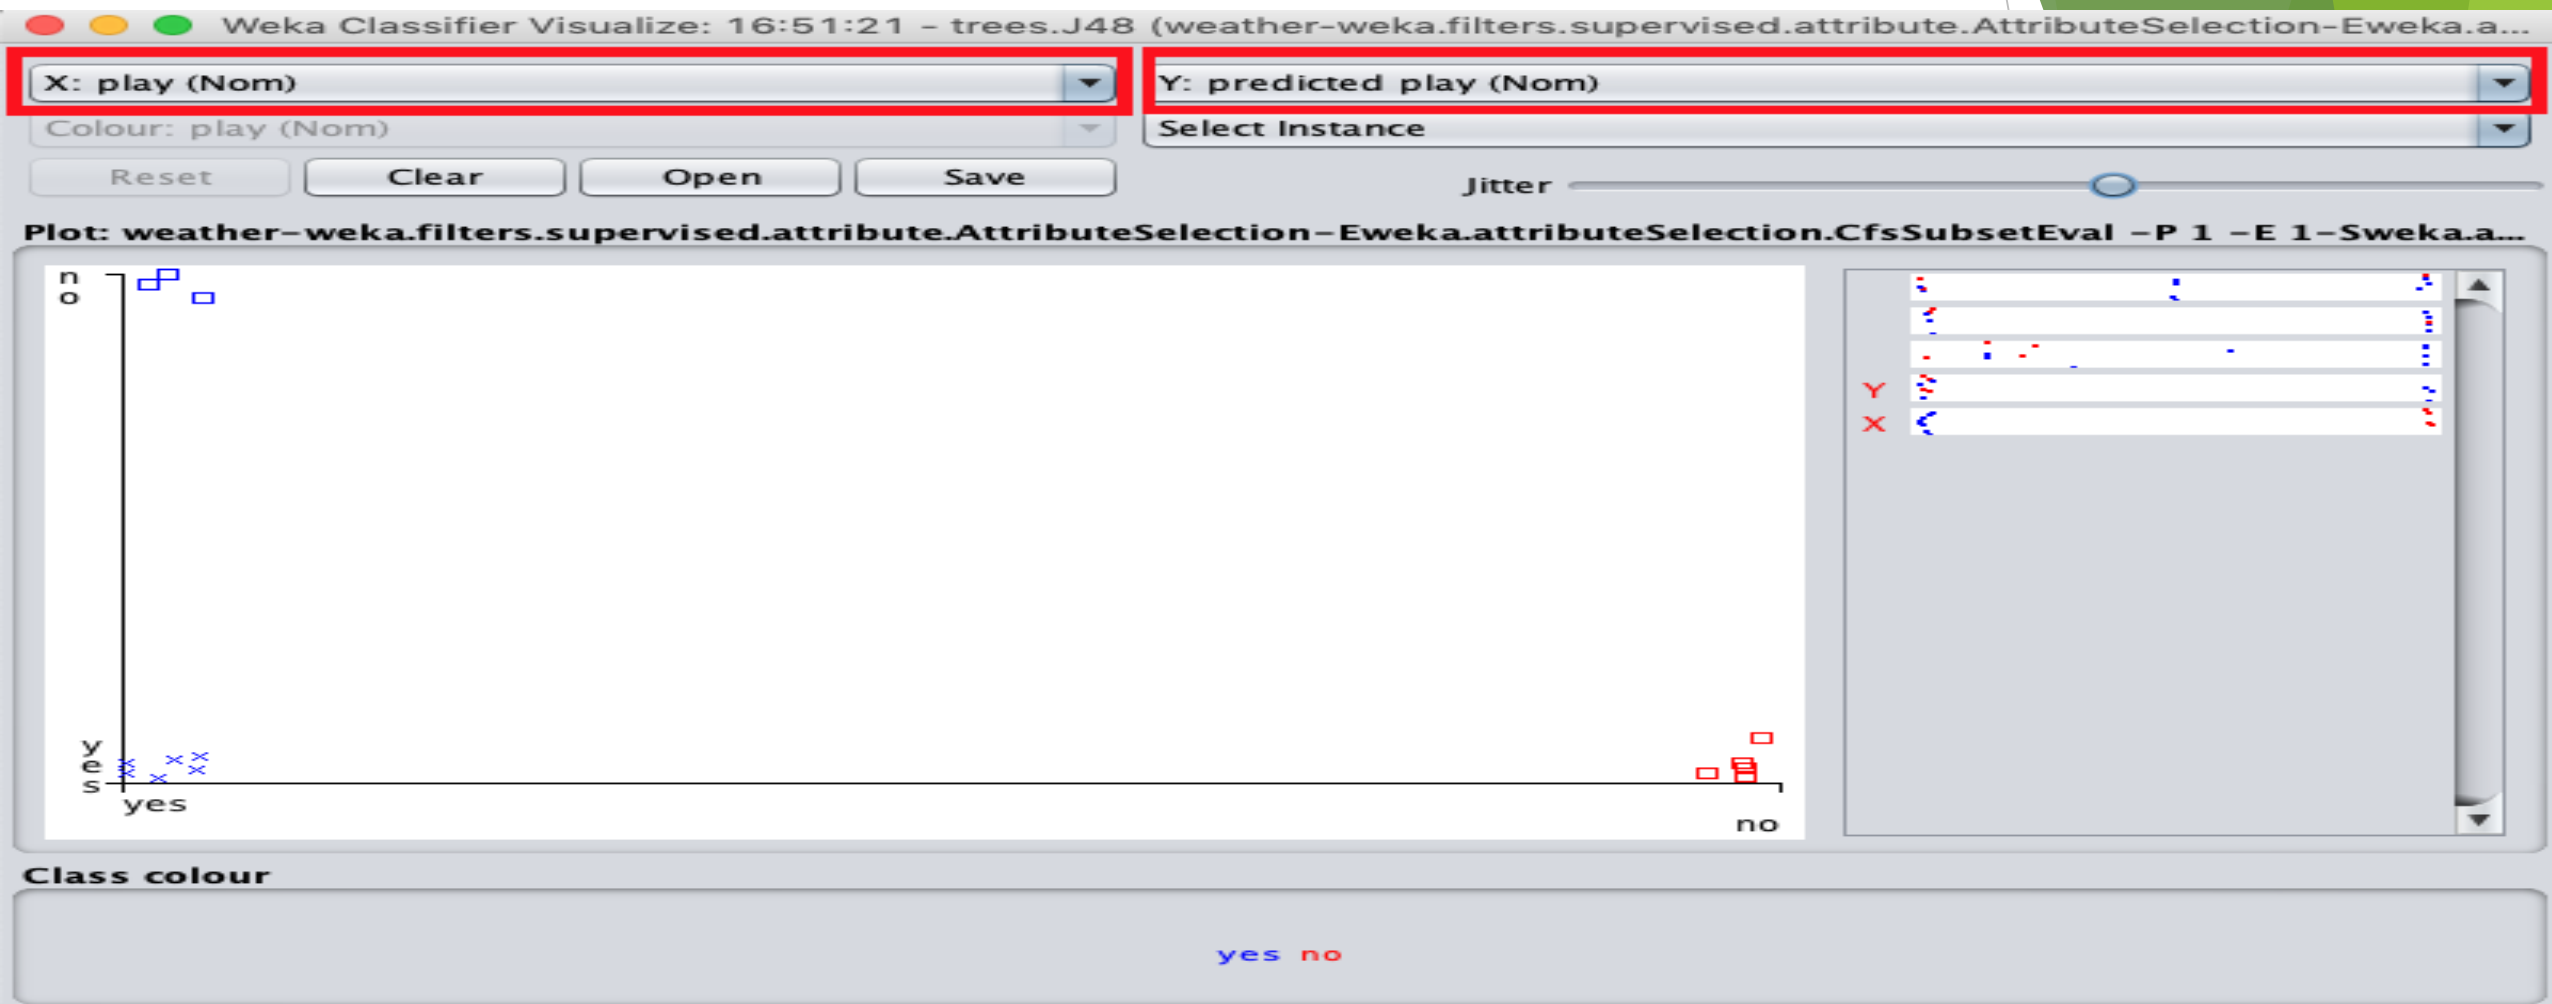 Weka Classifier Visualize: 16:51:21 - trees.J48 (weather-weka.filters.supervised.attribute.AttributeSelection-Eweka.a...
X: play (Nom)
Y: predicted play (Nom)
Colour: play (Nom)
Select Instance
Reset
Clear
Open
Save
Jitter
Plot: weather-weka.filters.supervised.attribute.AttributeSelection-Eweka.attributeSelection.CfsSubsetEval -P 1 -E 1-Sweka.a...
no
yes
yes
no
Y
X
Class colour
yes no